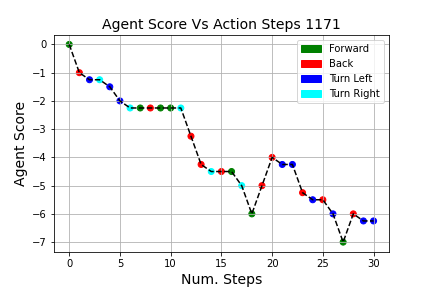 Agent Score Vs Action Steps 1171
Agent Score
0
−1
−2
−3
−4
−5
−6
−7
Forward
Back
Turn Left
Turn Right
0 5 10 15 20 25 30
Num. Steps